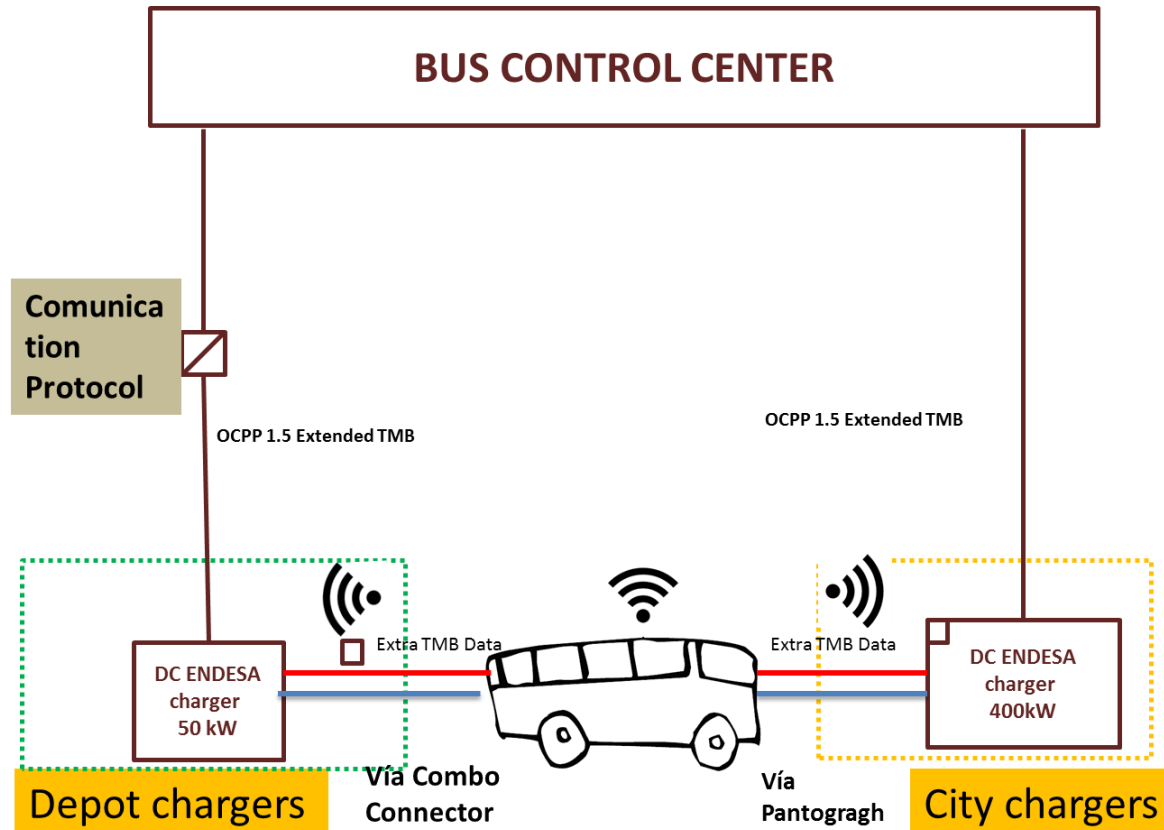 BUS CONTROL CENTER
Comunica
tion
Protocol
OCPP 1.5 Extended TMB
OCPP 1.5 Extended TMB
Extra TMB Data
Extra TMB Data
DC ENDESA
charger
50 kW
DC ENDESA
charger
400kW
Depot chargers
Vía Combo
Connector
Vía
Pantogragh
City chargers